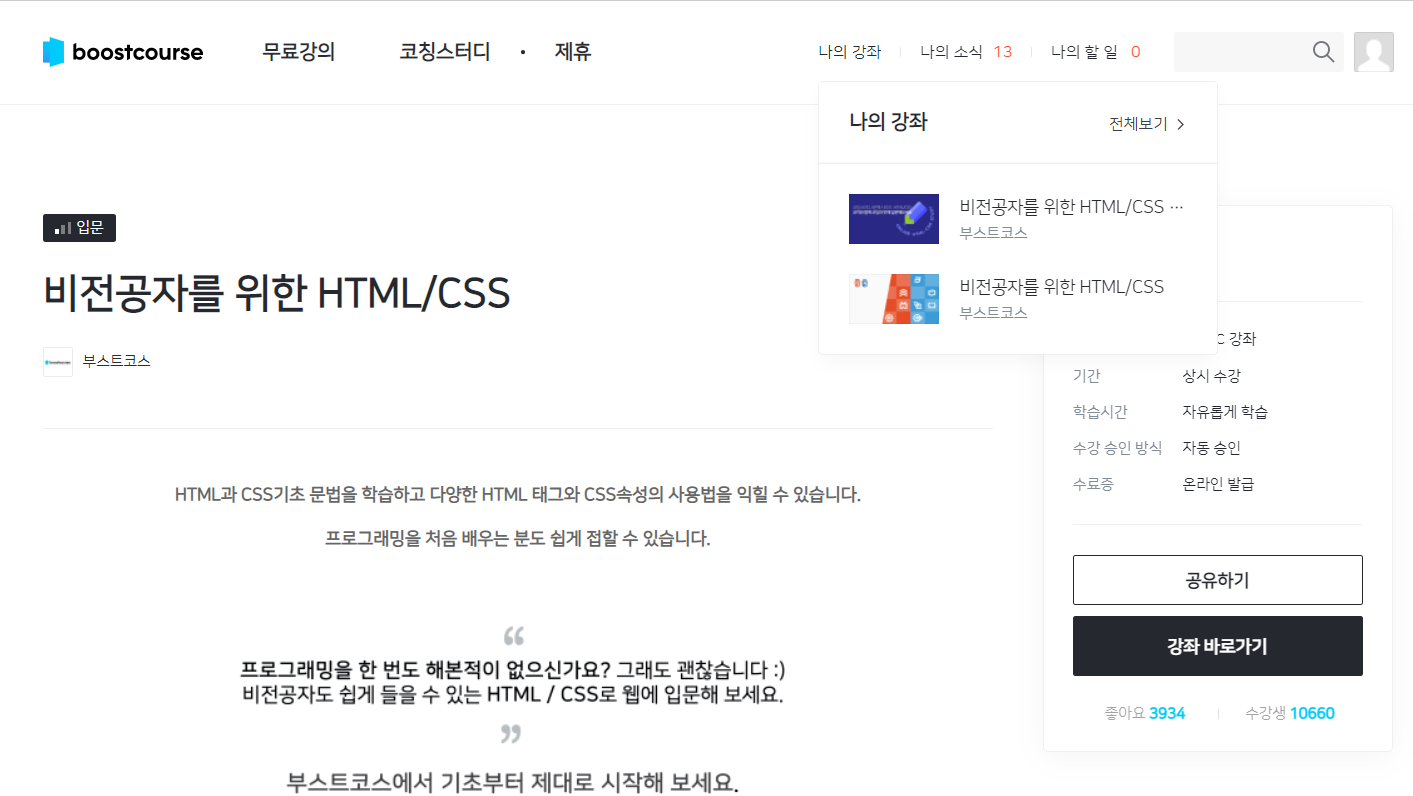 boostcourse
무료강의
코칭스터디
제휴
나의 강좌
나의 소식 13
나의 할 일 0
나의 강좌
전체보기
비전공자를 위한 HTML/CSS ···
부스트코스
비전공자를 위한 HTML/CSS
부스트코스
입문
비전공자를 위한 HTML/CSS
부스트코스
HTML과 CSS기초 문법을 학습하고 다양한 HTML 태그와 CSS속성의 사용법을 익힐 수 있습니다.
프로그래밍을 처음 배우는 분도 쉽게 접할 수 있습니다.
“
프로그래밍을 한 번도 해본적이 없으신가요? 그래도 괜찮습니다 :)
비전공자도 쉽게 들을 수 있는 HTML / CSS로 웹에 입문해 보세요.
”
부스트코스에서 기초부터 제대로 시작해 보세요.
강좌
기간 상시 수강
학습시간 자유롭게 학습
수강 승인 방식 자동 승인
수료증 온라인 발급
공유하기
강좌 바로가기
좋아요 3934
수강생 10660